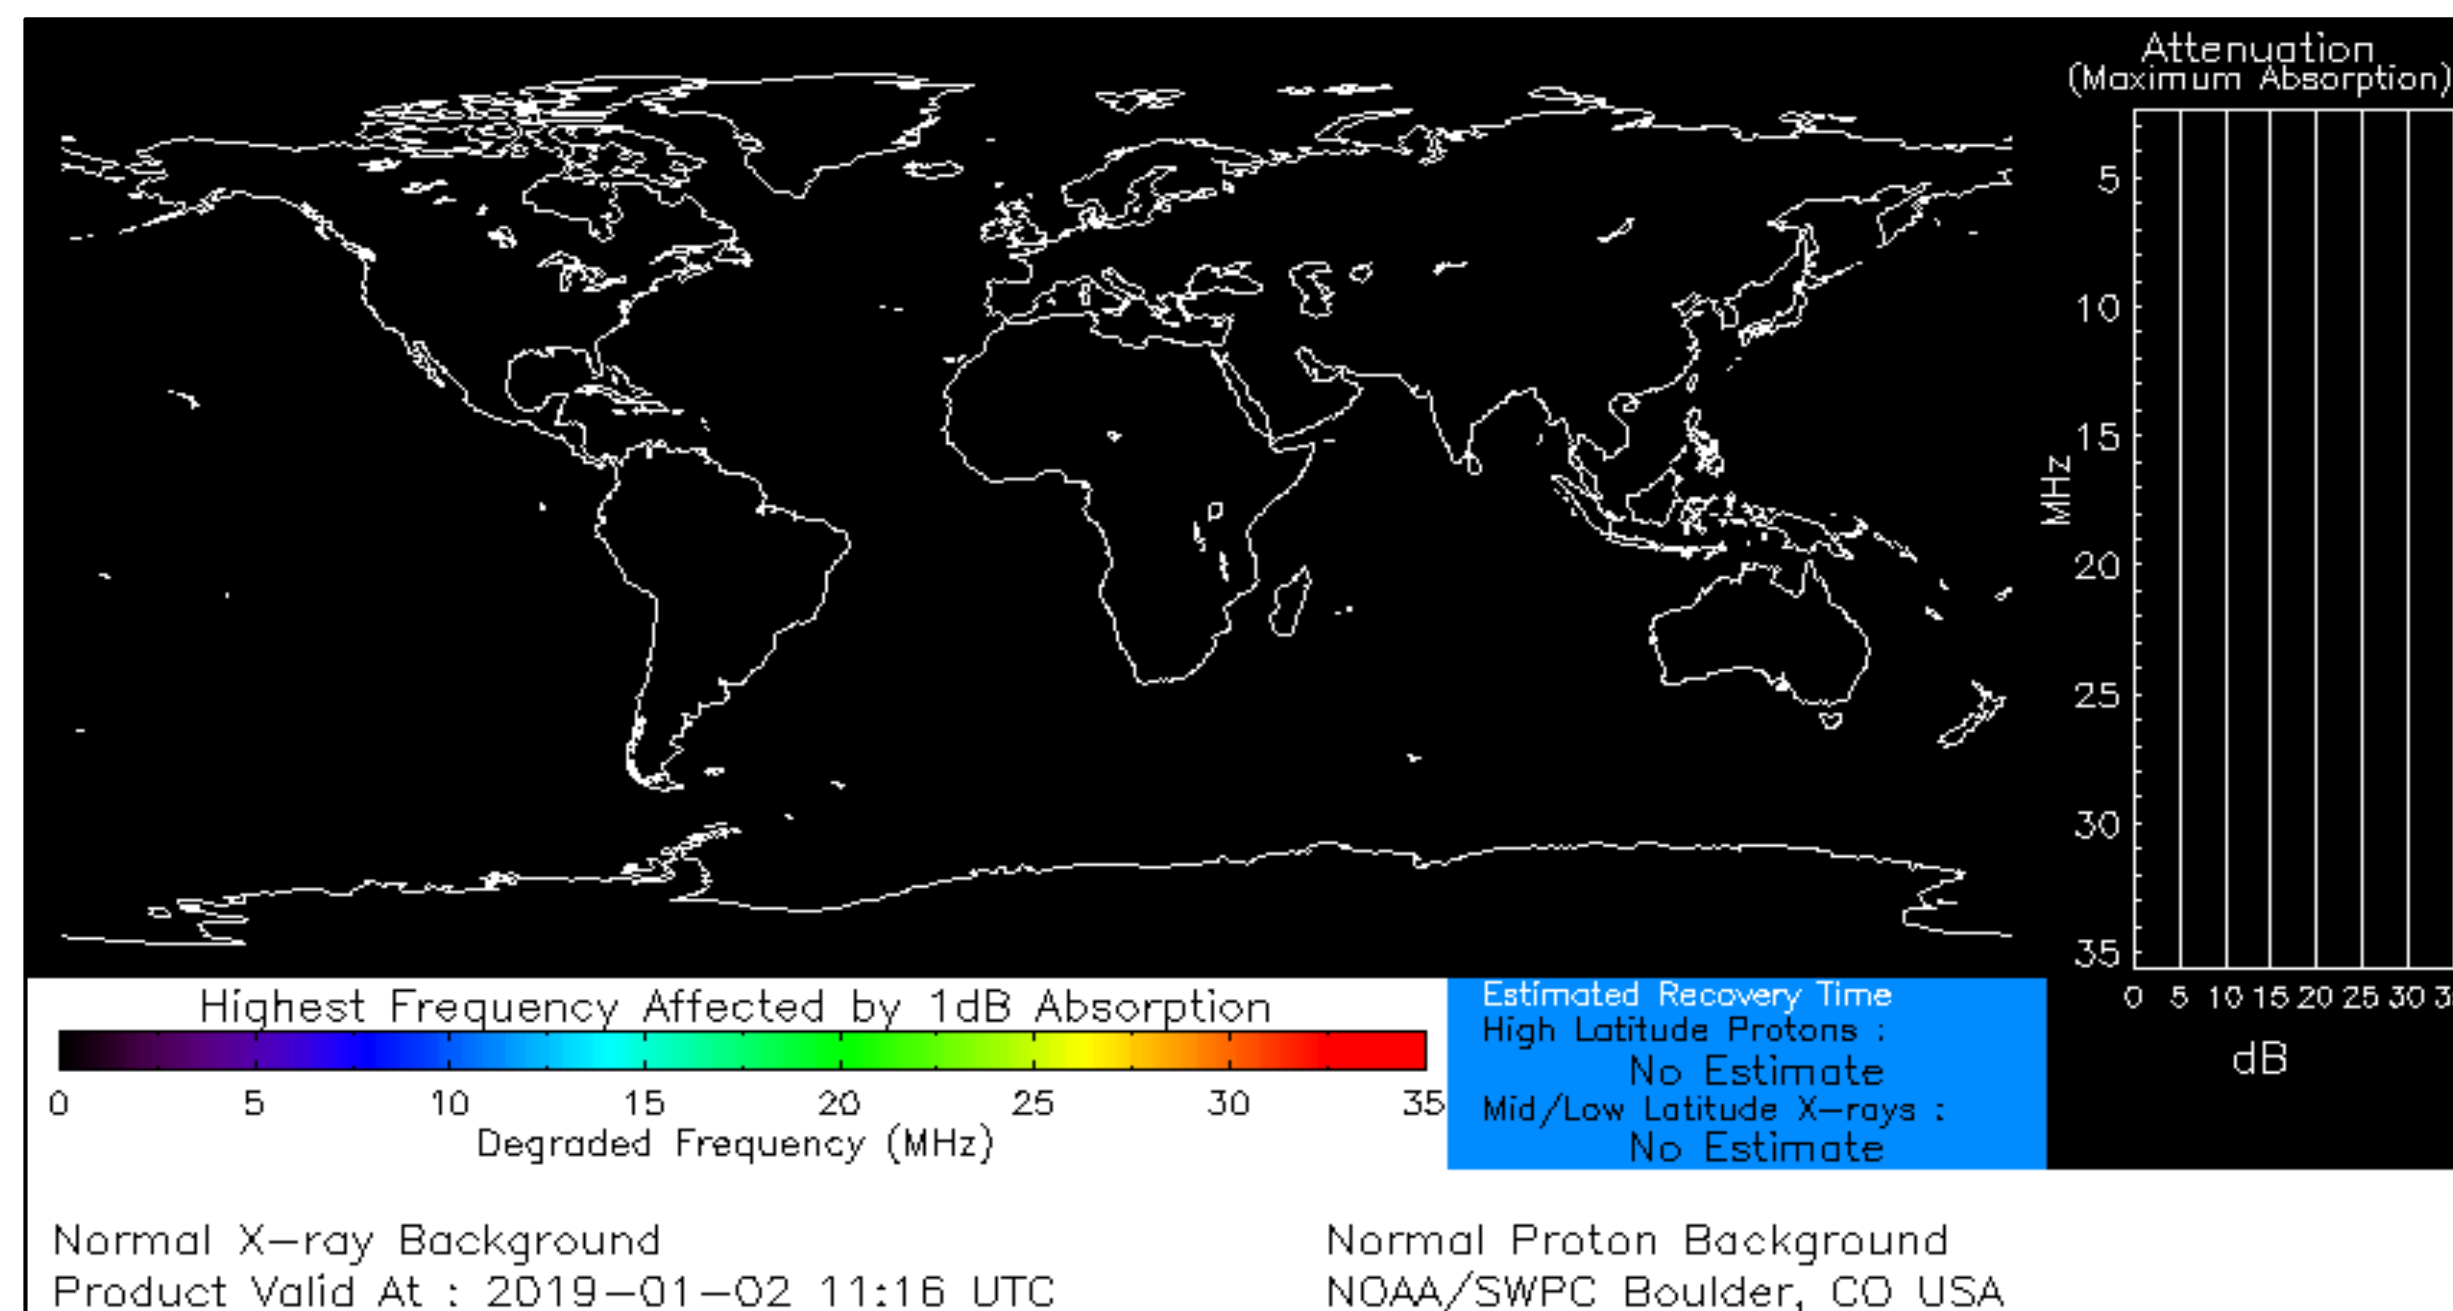 Attenuation
(Maximum Absorption)
5
10
15
20
25
30
35
MHz
0 5 10 15 20 25 30
dB
Highest Frequency Affected by 1dB Absorption
0 5 10 15 20 25 30 35
Degraded Frequency (MHz)
Estimated Recovery Time
High Latitude Protons :
No Estimate
Mid/Low Latitude X-rays :
No Estimate
Normal X-ray Background
Normal Proton Background
Product Valid At : 2019-01-02 11:16 UTC
NOAA/SWPC Boulder, CO USA